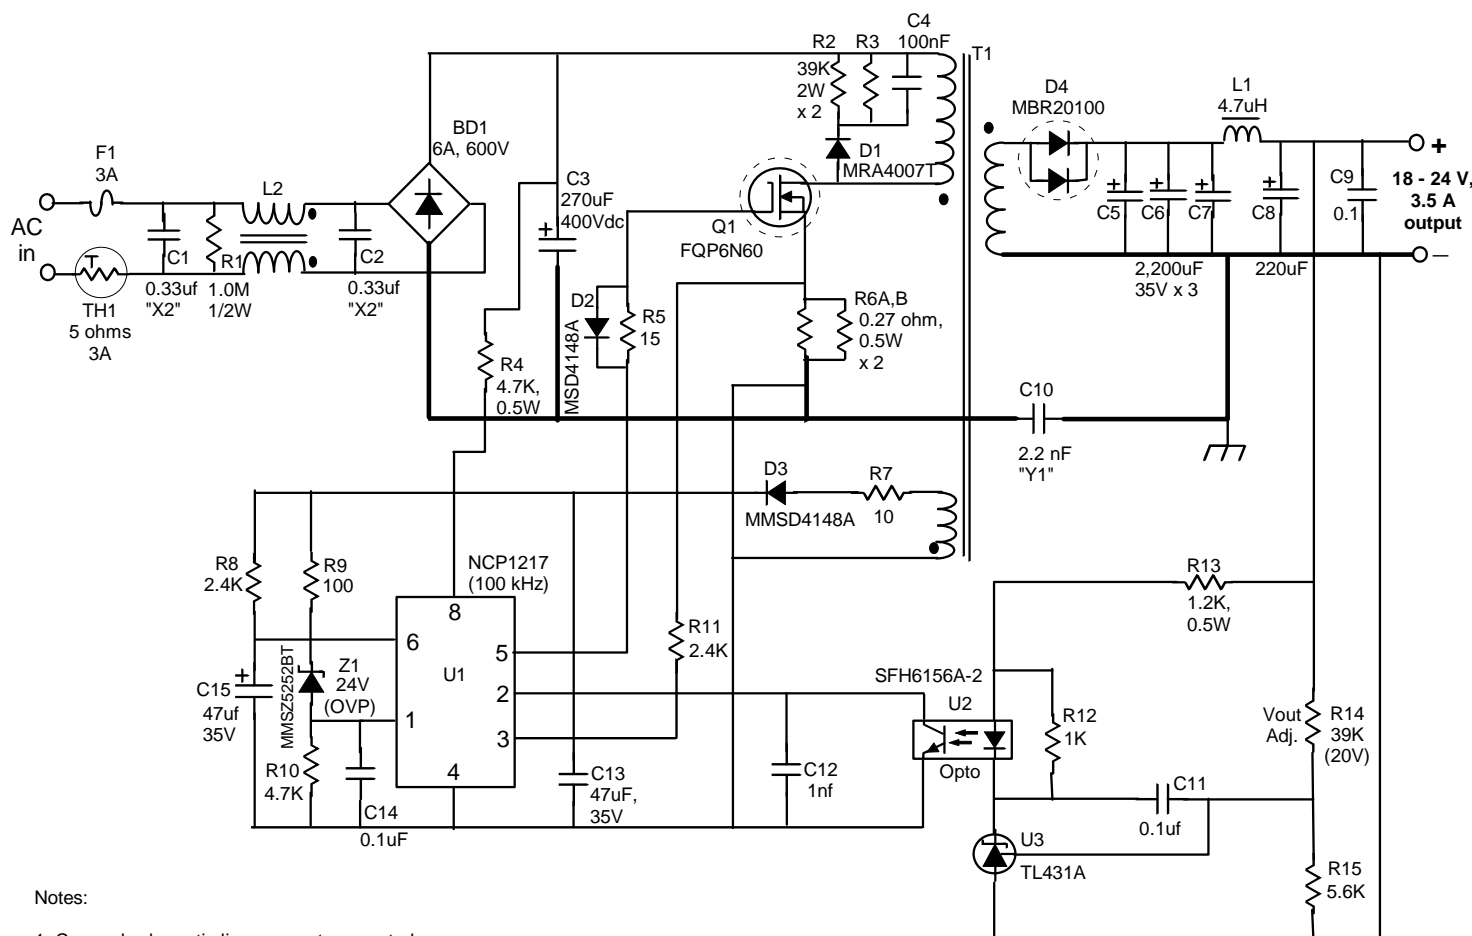 C4
100nF
R2
R3
39K
2W
x 2
T1
D4
MBR20100
L1
4.7uH
BD1
6A, 600V
D1
MRA4007T
F1
3A
L2
C3
270uF
400Vdc
+
Q1
FQP6N60
+
C5
+
C6
+
C7
+
C8
C9
0.1
+
18 - 24 V,
3.5 A
output
–
AC
in
C1
0.33uf
"X2"
R1
1.0M
1/2W
C2
0.33uf
"X2"
T
TH1
5 ohms
3A
2,200uF
35V x 3
220uF
D2
MSD4148A
R5
15
R6A,B
0.27 ohm,
0.5W
x 2
R4
4.7K,
0.5W
C10
2.2 nF
"Y1"
D3
MMSD4148A
R7
10
R8
2.4K
R9
100
NCP1217
(100 kHz)
8
6
5
U1
2
1
3
4
R11
2.4K
R13
1.2K,
0.5W
MMSZ5252BT
Z1
24V
(OVP)
+
C15
47uf
35V
SFH6156A-2
U2
Opto
R12
1K
Vout
Adj.
R14
39K
(20V)
R10
4.7K
C14
0.1uF
C13
47uF,
35V
C12
1nf
C11
0.1uf
U3
TL431A
R15
5.6K
Notes: